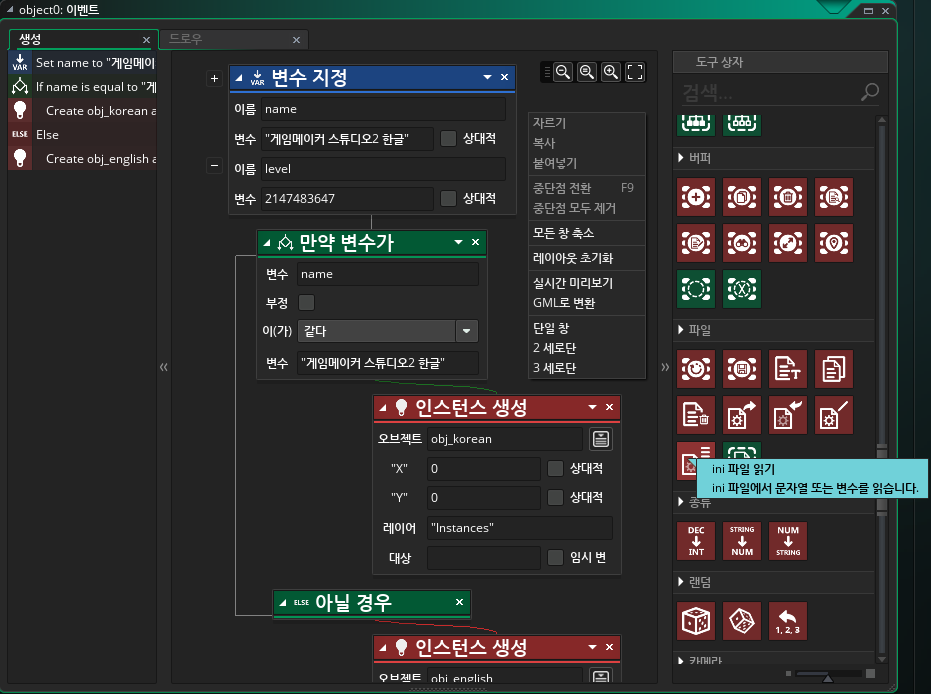 object0: 이벤트
생성
드로우
VAR Set name to "게임메이
If name is equal to "게
Create obj_korean a
ELSE Else
Create obj_english a
VAR 변수 지정
이름 name
변수 "게임메이커 스튜디오2 한글" 상대적
이름 level
변수 2147483647 상대적
만약 변수가
변수 name
부정
이(가) 같다
변수 "게임메이커 스튜디오2 한글"
인스턴스 생성
오브젝트 obj_korean
"X" 0 상대적
"Y" 0 상대적
레이어 "Instances"
대상 임시 변
ELSE 아닐 경우
인스턴스 생성
오브젝트 obj_english
자르기
복사
붙여넣기
중단점 전환 F9
중단점 모두 제거
모든 창 축소
레이아웃 초기화
실시간 미리보기
GML로 변환
단일 창
2 세로단
3 세로단
도구 상자
검색...
버퍼
파일
ini 파일 읽기
ini 파일에서 문자열 또는 변수를 읽습니다.
종류
DEC INT
STRING NUM
NUM STRING
랜덤
1, 2, 3
카메라